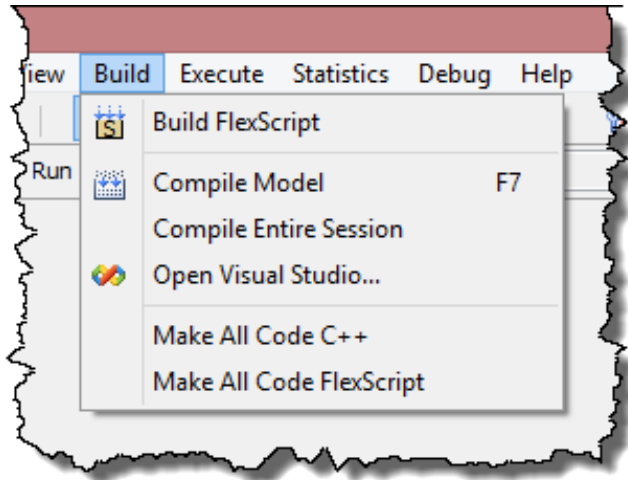 iew Build Execute Statistics Debug Help
Build FlexScript
Run
Compile Model F7
Compile Entire Session
Open Visual Studio...
Make All Code C++
Make All Code FlexScript